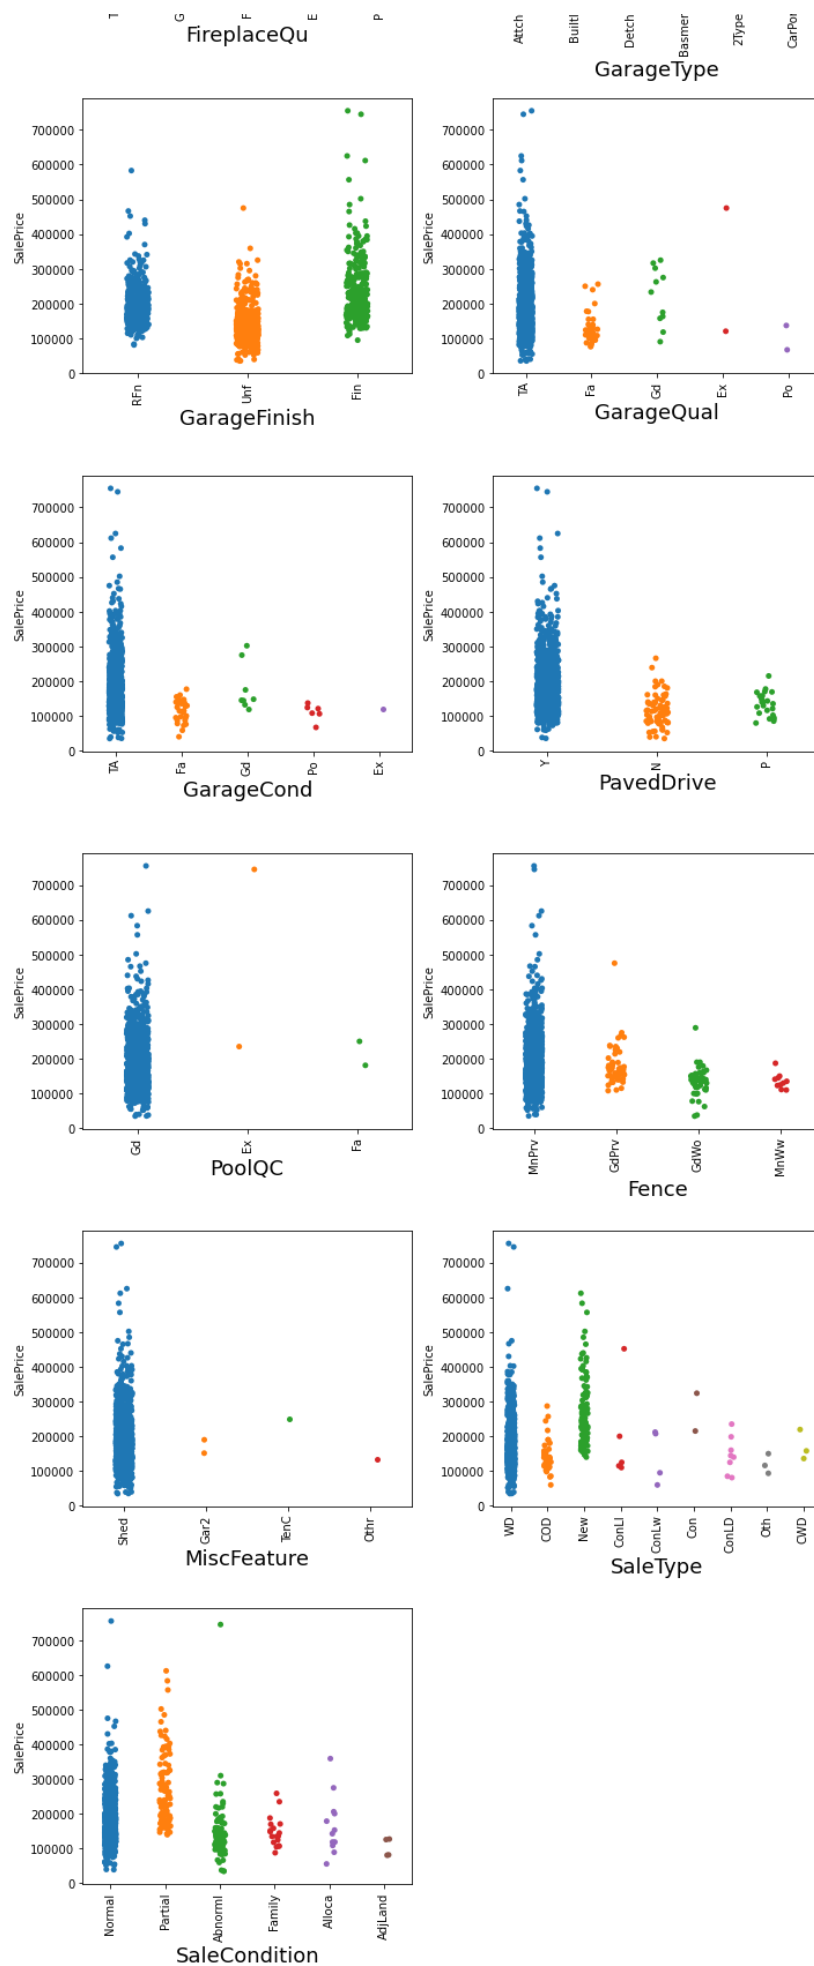 T G F E P
FireplaceQu
Attch Detch 2Type
GarageType
SalePrice
700000
600000
500000
400000
300000
200000
100000
0
RFn Unf Fin
GarageFinish
SalePrice
700000
600000
500000
400000
300000
200000
100000
0
TA Fa Gd Ex Po
GarageQual
SalePrice
700000
600000
500000
400000
300000
200000
100000
0
TA Fa Gd Po Ex
GarageCond
SalePrice
700000
600000
500000
400000
300000
200000
100000
0
Y N P
PavedDrive
SalePrice
700000
600000
500000
400000
300000
200000
100000
0
Gd Ex Fa
PoolQC
SalePrice
700000
600000
500000
400000
300000
200000
100000
0
MnPrv GdPrv GdWo MnWw
Fence
SalePrice
700000
600000
500000
400000
300000
200000
100000
0
Shed Gar2 TenC Othr
MiscFeature
SalePrice
700000
600000
500000
400000
300000
200000
100000
0
WD COD New ConLI ConLw Con ConLD Oth CWD
SaleType
SalePrice
700000
600000
500000
400000
300000
200000
100000
0
Normal Partial Abnorml Family Alloca AdjLand
SaleCondition